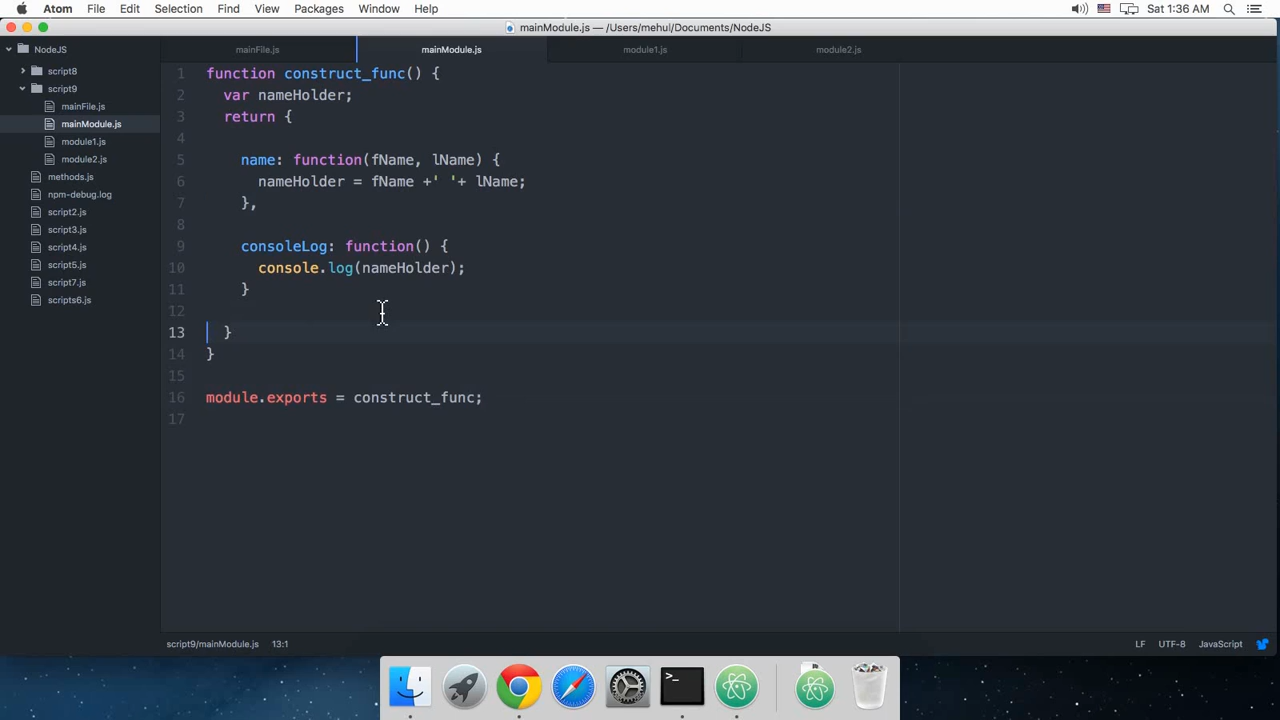 Atom File Edit Selection Find View Packages Window Help Sat 1:36 AM
mainModule.js — /Users/mehul/Documents/NodeJS
NodeJS
script8
script9
mainFile.js
mainModule.js
module1.js
module2.js
methods.js
npm-debug.log
script2.js
script3.js
script4.js
script5.js
script7.js
scripts6.js
mainFile.js mainModule.js module1.js module2.js
1 function construct_func() {
2 var nameHolder;
3 return {
4
5 name: function(fName, lName) {
6 nameHolder = fName +' '+ lName;
7 },
8
9 consoleLog: function() {
10 console.log(nameHolder);
11 }
12
13 }
14 }
15
16 module.exports = construct_func;
17
script9/mainModule.js 13:1 LF UTF-8 JavaScript
>_